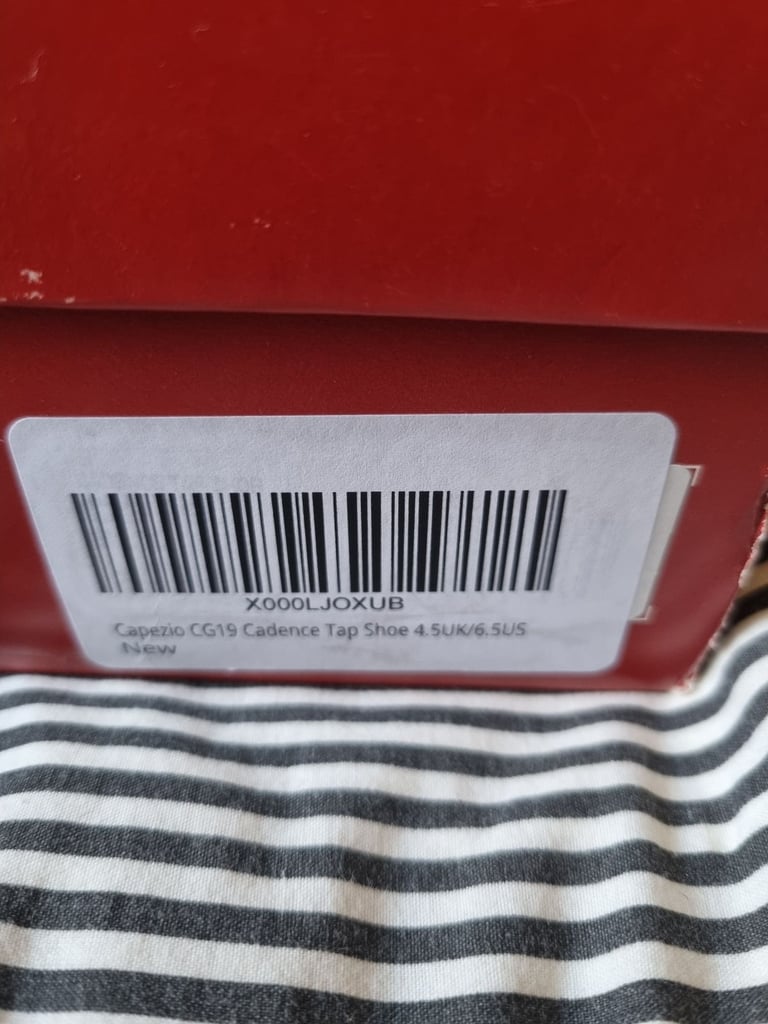 X000LJOXUB
Capezio CG19 Cadence Tap Shoe 4.5UK/6.5US
New